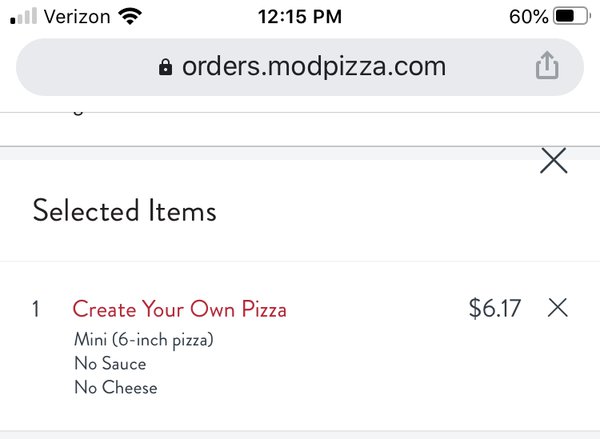 Verizon 12:15 PM 60%
orders.modpizza.com
Selected Items
1 Create Your Own Pizza $6.17
Mini (6-inch pizza)
No Sauce
No Cheese